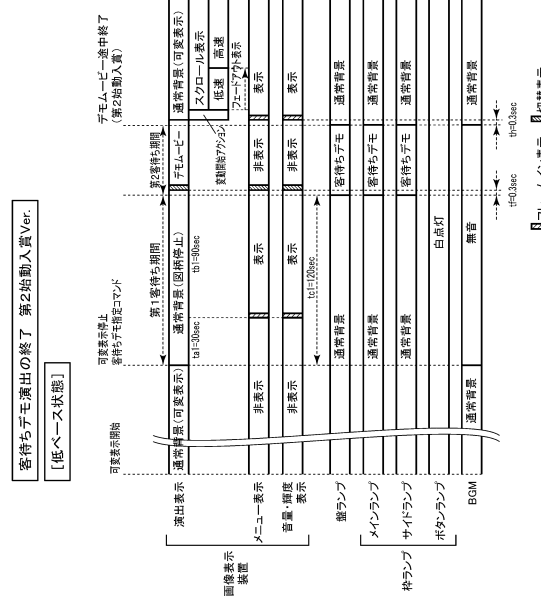 客待ちデモ演出の終了 第2始動入賞Ver.
[低ベース状態]
可変表示開始
可変表示停止
客待ちデモ指定コマンド
デモムービー途中終了
(第2始動入賞)
第1客待ち期間
第2客待ち期間
画像表示
装置
演出表示
通常背景(可変表示)
通常背景(図柄停止)
デモムービー
通常背景(可変表示)
ta1=30sec
tb1=90sec
変動開始アクション
スクロール表示
低速
高速
フェードアウト表示
メニュー表示
非表示
表示
非表示
表示
音量・輝度
表示
非表示
表示
非表示
表示
tc1=120sec
盤ランプ
通常背景
客待ちデモ
通常背景
枠ランプ
メインランプ
通常背景
客待ちデモ
通常背景
サイドランプ
通常背景
客待ちデモ
通常背景
ボタンランプ
白点灯
BGM
通常背景
無音
通常背景
tf=0.3sec
th=0.3sec